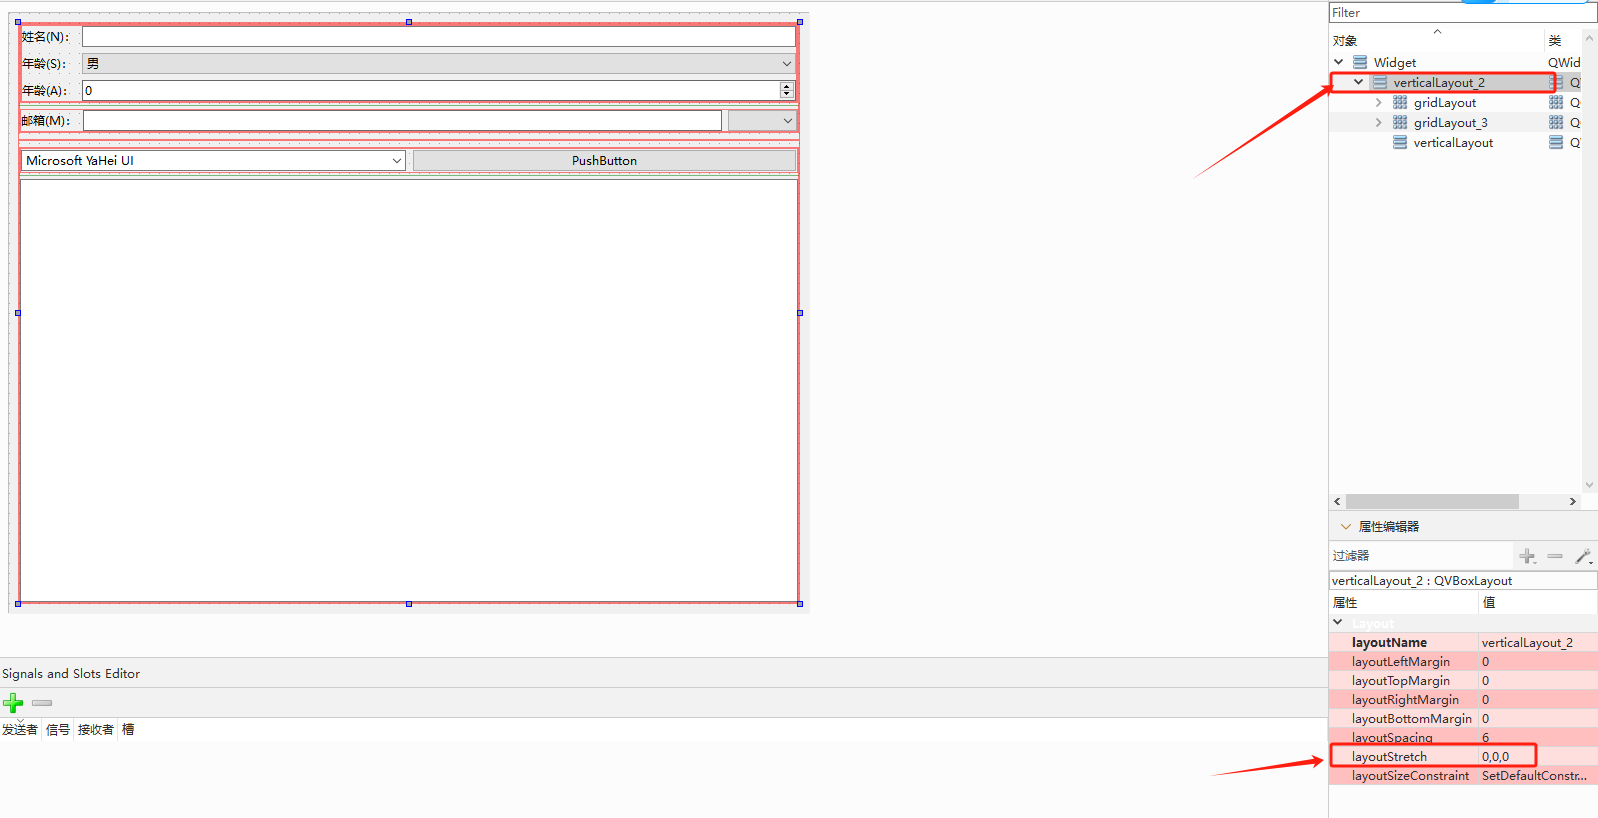 姓名(N)：
年龄(S)：
男
年龄(A)：
0
邮箱(M)：
Microsoft YaHei UI
PushButton
Signals and Slots Editor
发送者 信号 接收者 槽
Filter
对象 类
Widget QWid
verticalLayout_2 Q
gridLayout Q
gridLayout_3 Q
verticalLayout Q
属性编辑器
过滤器
verticalLayout_2 : QVBoxLayout
属性 值
Layout
layoutName verticalLayout_2
layoutLeftMargin 0
layoutTopMargin 0
layoutRightMargin 0
layoutBottomMargin 0
layoutSpacing 6
layoutStretch 0,0,0
layoutSizeConstraint SetDefaultConstr...